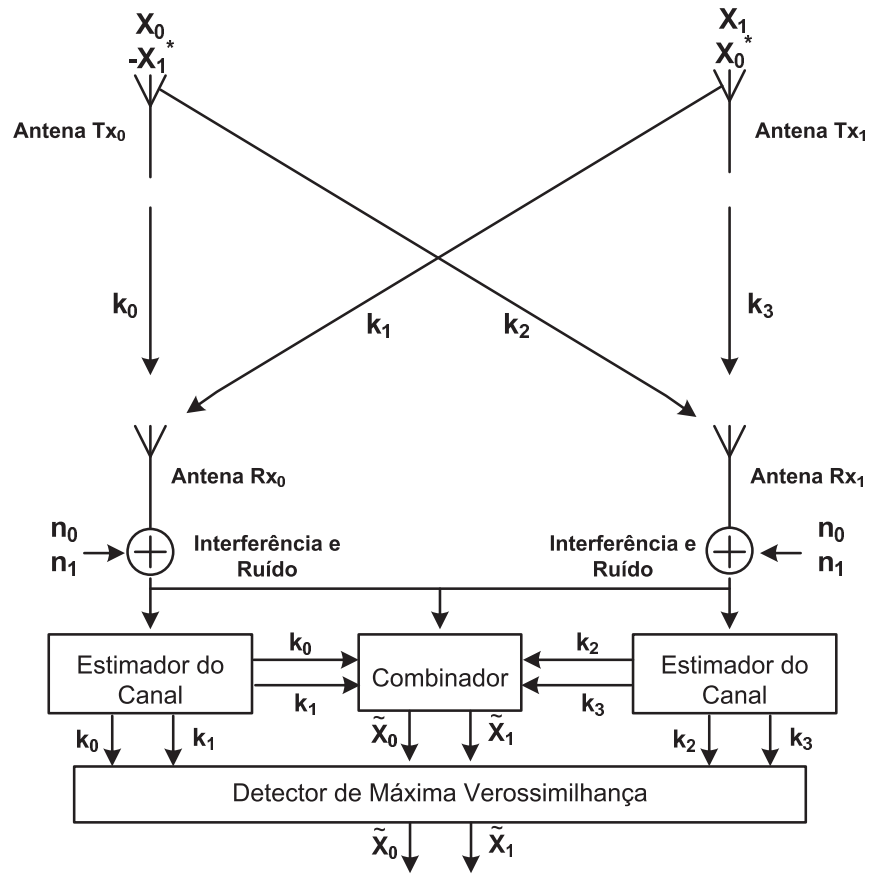 X₀
-X₁*
X₁
X₀*
Antena Tx₀
Antena Tx₁
k₀
k₁
k₂
k₃
Antena Rx₀
Antena Rx₁
n₀
n₁
Interferência e
Ruído
Interferência e
Ruído
n₀
n₁
Estimador do
Canal
k₀
k₁
Combinador
k₂
k₃
Estimador do
Canal
k₀
k₁
X̃₀
X̃₁
k₂
k₃
Detector de Máxima Verossimilhança
X̃₀
X̃₁